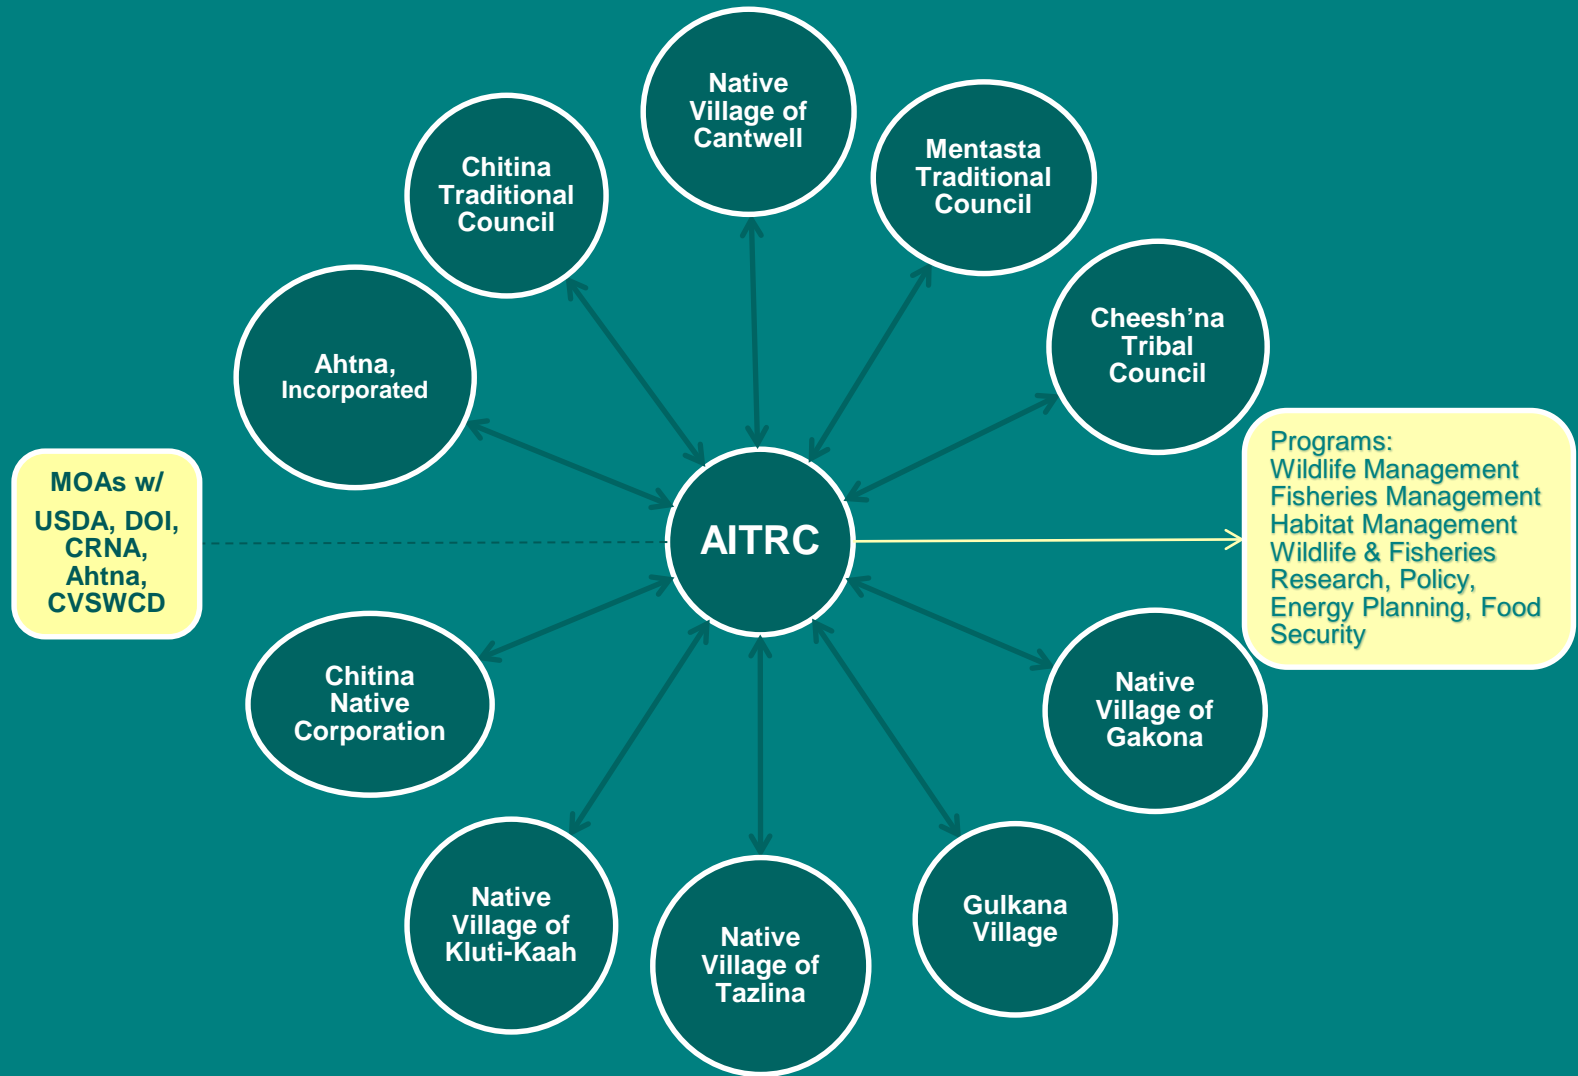 Native
Village of
Cantwell
Chitina
Traditional
Council
Mentasta
Traditional
Council
Cheesh’na
Tribal
Council
Ahtna,
Incorporated
MOAs w/
USDA, DOI,
CRNA,
Ahtna,
CVSWCD
AITRC
Programs:
Wildlife Management
Fisheries Management
Habitat Management
Wildlife & Fisheries
Research, Policy,
Energy Planning, Food
Security
Chitina
Native
Corporation
Native
Village of
Gakona
Native
Village of
Kluti-Kaah
Native
Village of
Tazlina
Gulkana
Village